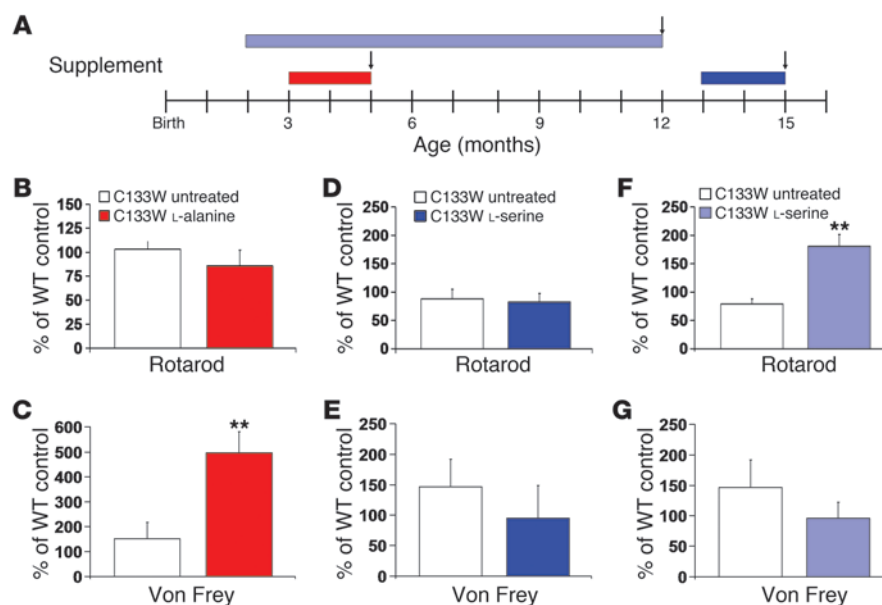 A
Supplement
Birth 3 6 9 12 15
Age (months)
B
C133W untreated
C133W L-alanine
% of WT control
150
125
100
75
50
25
0
Rotarod
D
C133W untreated
C133W L-serine
% of WT control
250
200
150
100
50
0
Rotarod
F
C133W untreated
C133W L-serine
**
% of WT control
250
200
150
100
50
0
Rotarod
C
**
% of WT control
600
500
400
300
200
100
0
Von Frey
E
% of WT control
250
200
150
100
50
0
Von Frey
G
% of WT control
250
200
150
100
50
0
Von Frey